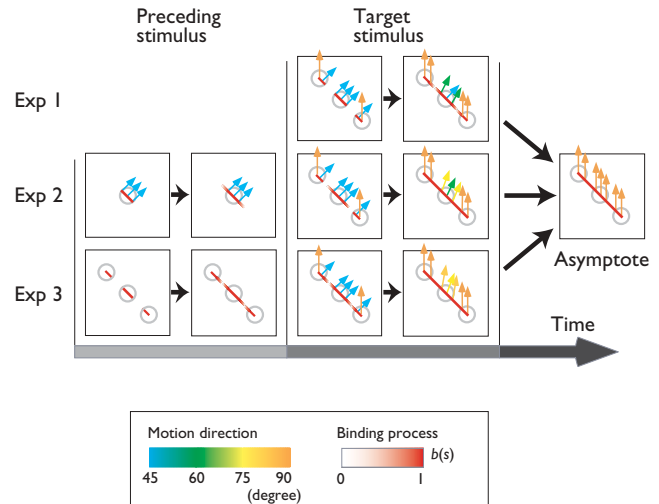 Preceding
stimulus
Target
stimulus
Exp 1
Exp 2
Exp 3
Asymptote
Time
Motion direction
45 60 75 90
(degree)
Binding process
b(s)
0 1